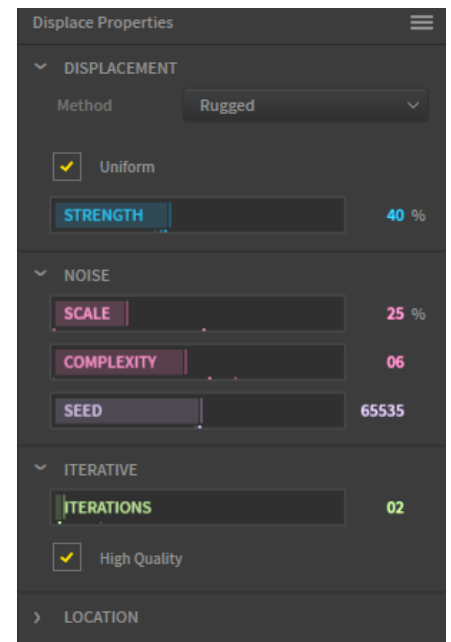 Displace Properties
DISPLACEMENT
Method Rugged
Uniform
STRENGTH 40 %
NOISE
SCALE 25 %
COMPLEXITY 06
SEED 65535
ITERATIVE
ITERATIONS 02
High Quality
LOCATION